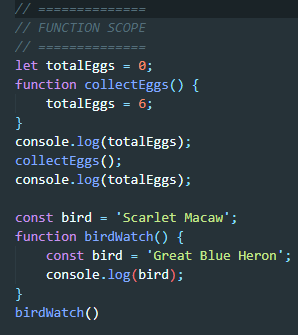 // ==============
// FUNCTION SCOPE
// ==============
let totalEggs = 0;
function collectEggs() {
    totalEggs = 6;
}
console.log(totalEggs);
collectEggs();
console.log(totalEggs);

const bird = 'Scarlet Macaw';
function birdWatch() {
    const bird = 'Great Blue Heron';
    console.log(bird);
}
birdWatch()